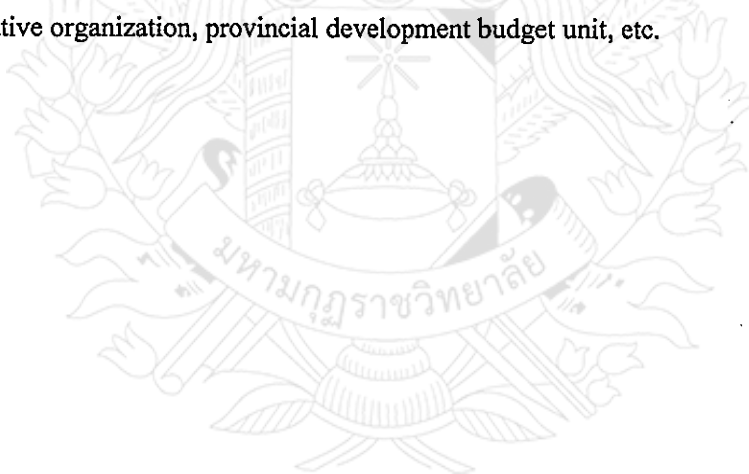 organization, provincial development budget unit, etc.
มหามกุฏราชวิทยาลัย